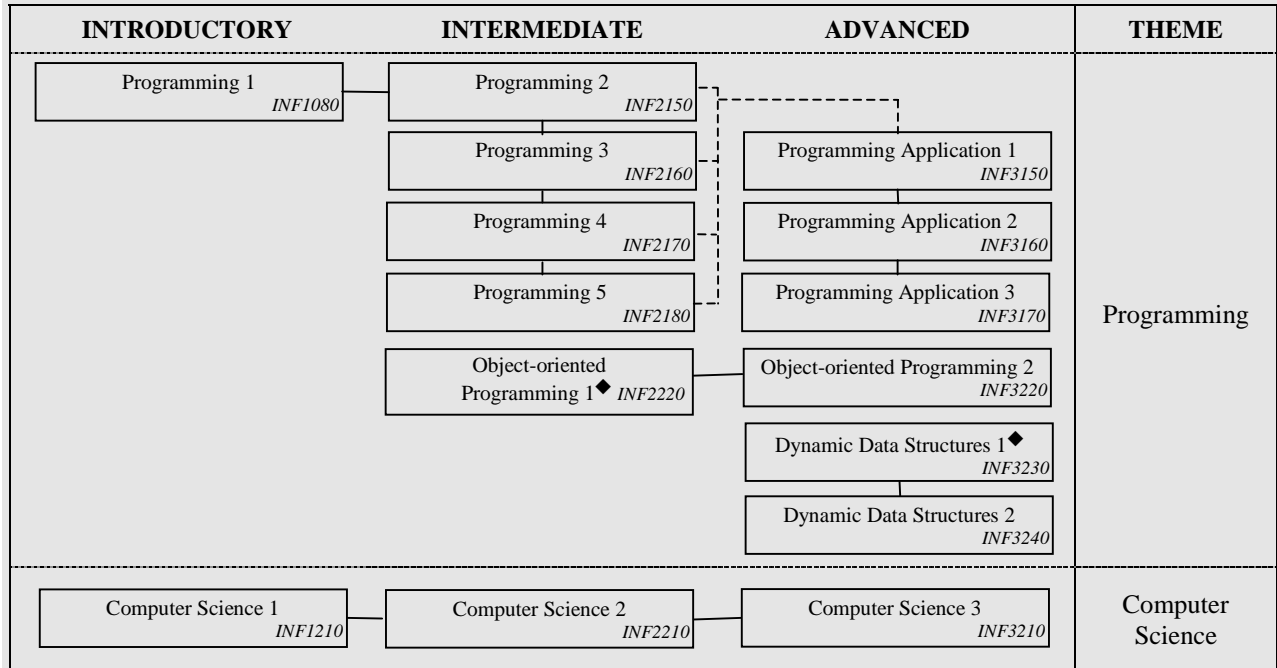 INTRODUCTORY INTERMEDIATE ADVANCED THEME
Programming 1
INF1080
Programming 2
INF2150
Programming 3
INF2160
Programming 4
INF2170
Programming 5
INF2180
Programming Application 1
INF3150
Programming Application 2
INF3160
Programming Application 3
INF3170
Object-oriented
Programming 1◆ INF2220
Object-oriented Programming 2
INF3220
Dynamic Data Structures 1◆
INF3230
Dynamic Data Structures 2
INF3240
Programming
Computer Science 1
INF1210
Computer Science 2
INF2210
Computer Science 3
INF3210
Computer
Science